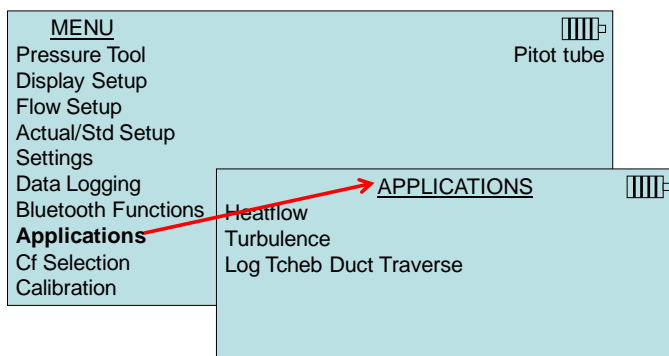 MENU
Pressure Tool
Pitot tube
Display Setup
Flow Setup
Actual/Std Setup
Settings
Data Logging
Bluetooth Functions
Applications
Cf Selection
Calibration
APPLICATIONS
Heatflow
Turbulence
Log Tcheb Duct Traverse